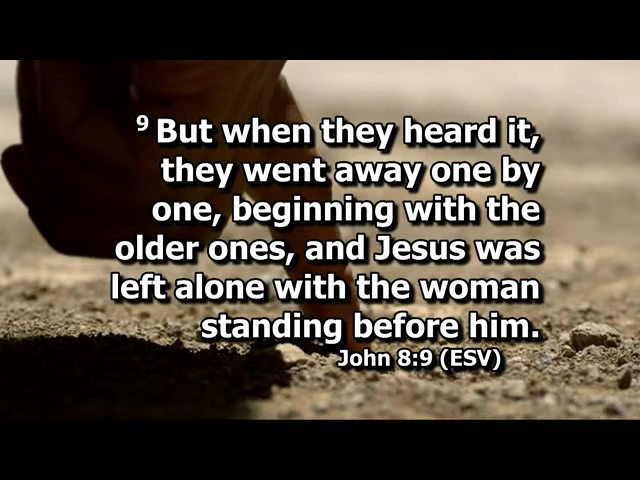 9 But when they heard it,
they went away one by
one, beginning with the
older ones, and Jesus was
left alone with the woman
standing before him.
John 8:9 (ESV)